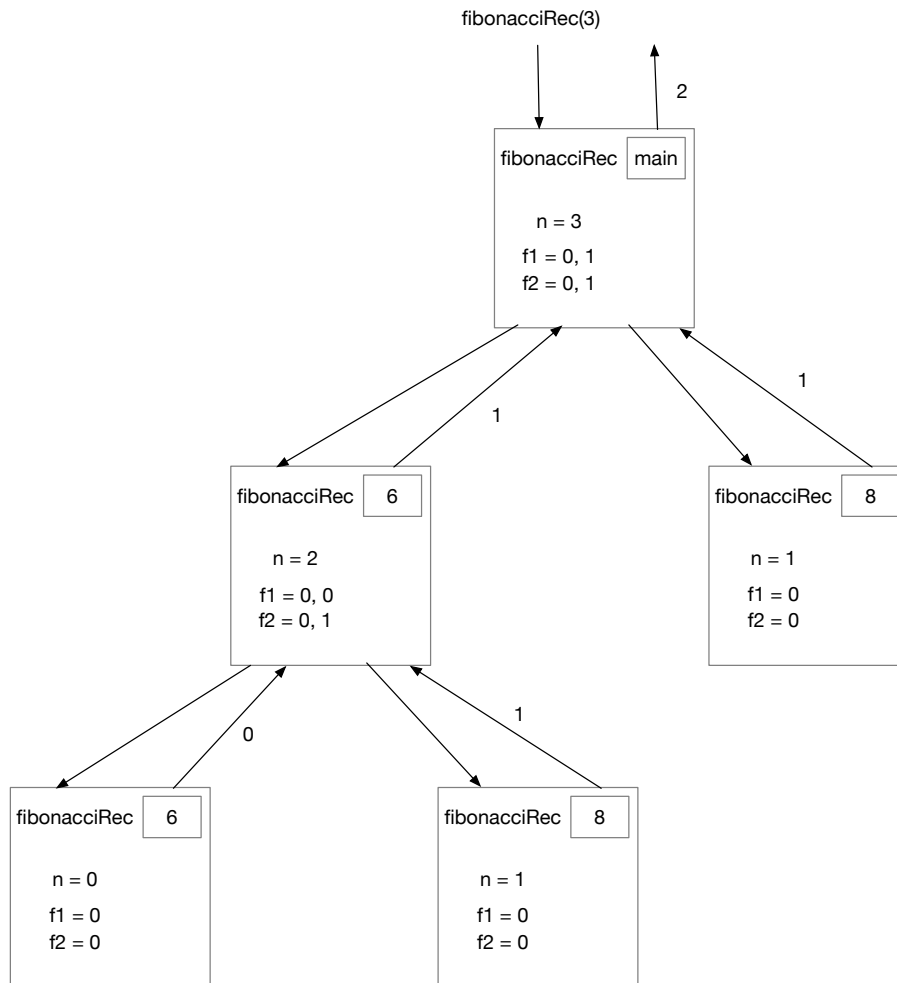 fibonacciRec(3)
2
fibonacciRec main
n = 3
f1 = 0, 1
f2 = 0, 1
1
1
fibonacciRec 6
n = 2
f1 = 0, 0
f2 = 0, 1
fibonacciRec 8
n = 1
f1 = 0
f2 = 0
0
1
fibonacciRec 6
n = 0
f1 = 0
f2 = 0
fibonacciRec 8
n = 1
f1 = 0
f2 = 0